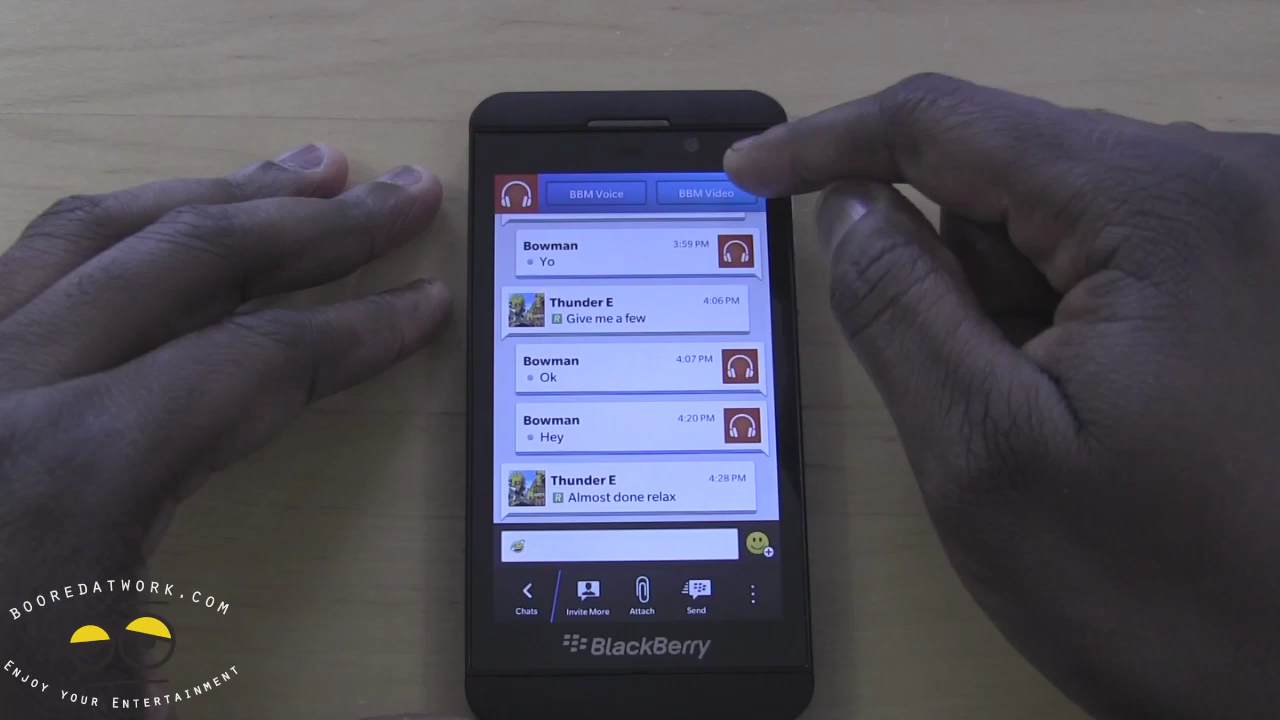 BBM Voice
BBM Video
Bowman 3:59 PM
Yo
Thunder E 4:06 PM
R Give me a few
Bowman 4:07 PM
Ok
Bowman 4:20 PM
Hey
Thunder E 4:28 PM
R Almost done relax
Chats
Invite More
Attach
Send
BlackBerry
BOOREDATWORK.COM
ENJOY YOUR ENTERTAINMENT